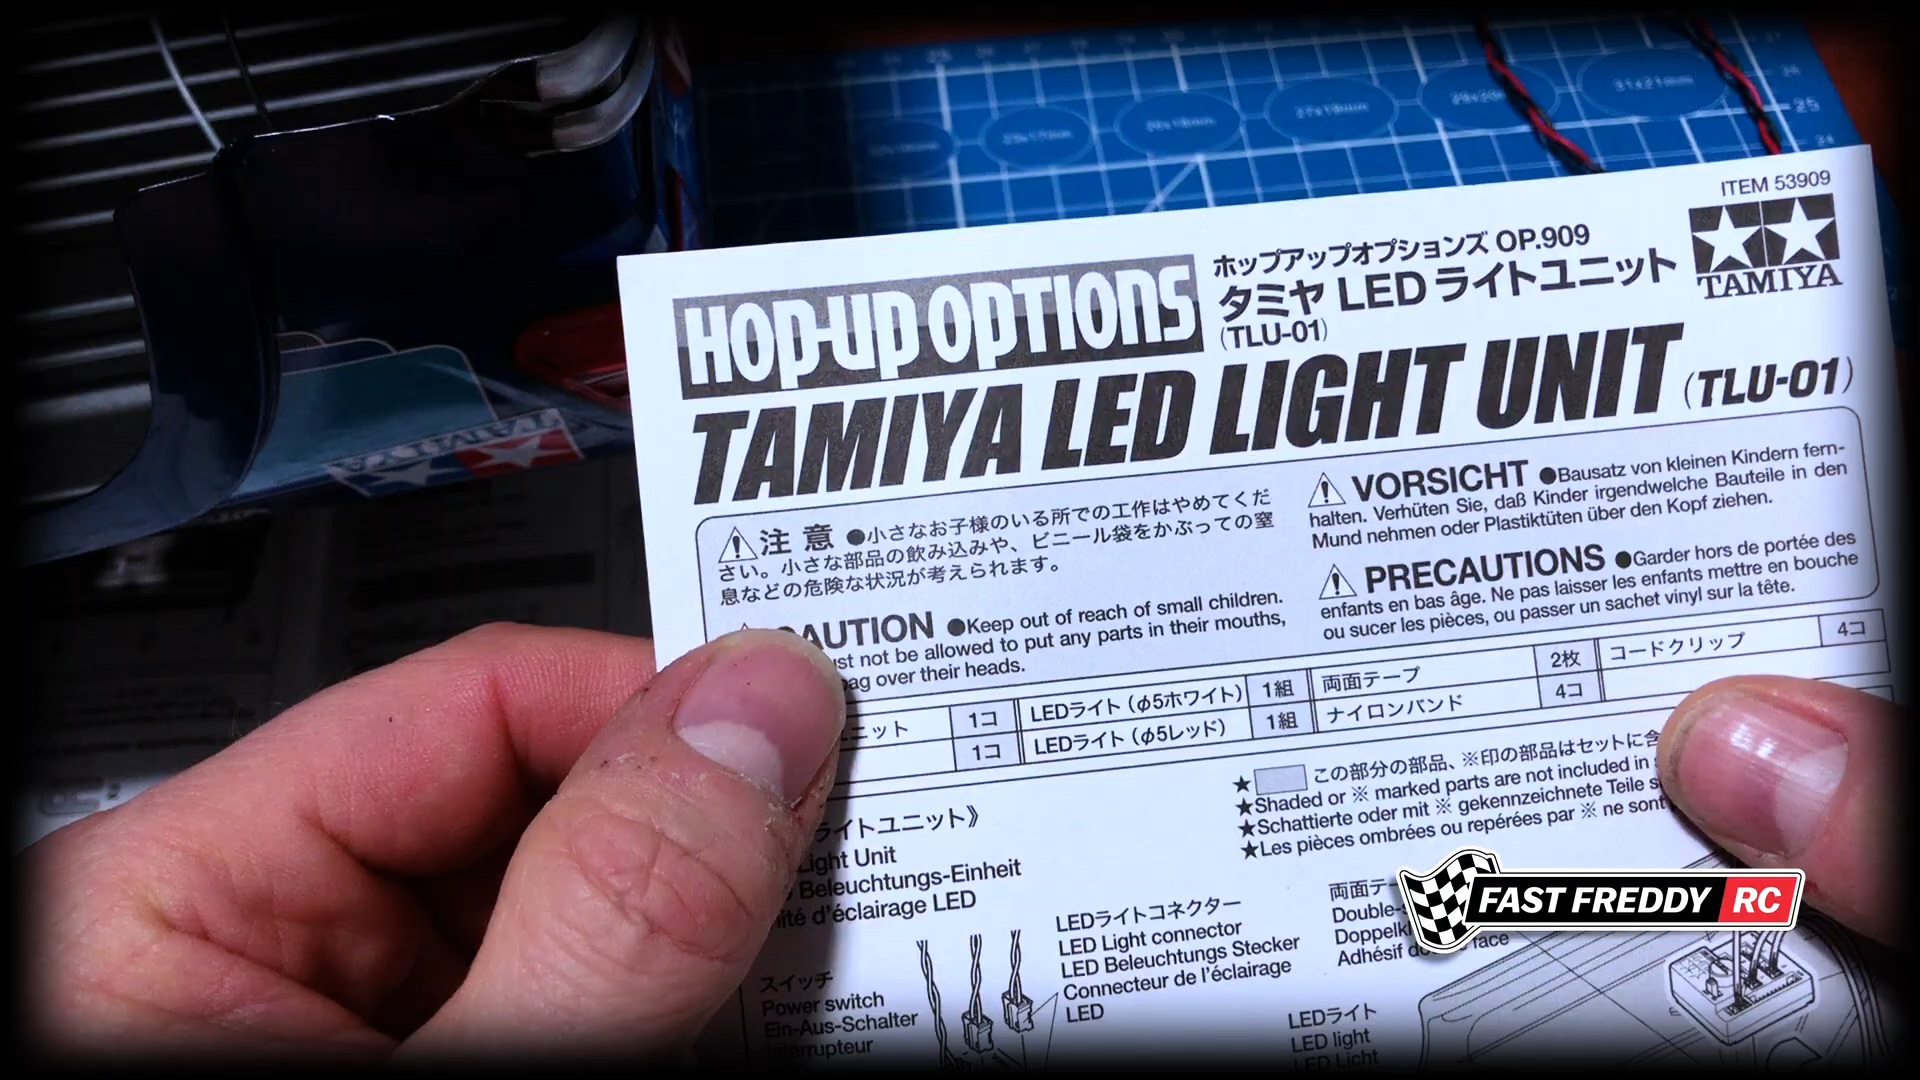 ITEM 53909
TAMIYA
HOP-UP OPTIONS
ホップアップオプションズ OP.909
タミヤ LED ライトユニット
(TLU-01)
TAMIYA LED LIGHT UNIT (TLU-01)
注意 ●小さなお子様のいる所での工作はやめてくだ
さい。小さな部品の飲み込みや、ビニール袋をかぶっての窒
息などの危険な状況が考えられます。
CAUTION ●Keep out of reach of small children.
not be allowed to put any parts in their mouths,
bag over their heads.
VORSICHT ●Bausatz von kleinen Kindern fern-
halten. Verhüten Sie, daß Kinder irgendwelche Bauteile in den
Mund nehmen oder Plastiktüten über den Kopf ziehen.
PRECAUTIONS ●Garder hors de portée des
enfants en bas âge. Ne pas laisser les enfants mettre en bouche
ou sucer les pièces, ou passer un sachet vinyl sur la tête.
ニット 1コ LEDライト (φ5ホワイト) 1組 両面テープ 2枚 コードクリップ 4コ
1コ LEDライト (φ5レッド) 1組 ナイロンバンド 4コ
★ この部分の部品、※印の部品はセットに含
★Shaded or ※ marked parts are not included in
★Schattierte oder mit ※ gekennzeichnete Teile
★Les pièces ombrées ou repérées par ※ ne sont
ライトユニット》
Light Unit
Beleuchtungs-Einheit
d'éclairage LED
LEDライトコネクター
LED Light connector
LED Beleuchtungs Stecker
Connecteur de l'éclairage
LED
両面テー
Double-
Doppelk
Adhésif do face
スイッチ
Power switch
Ein-Aus-Schalter
Interrupteur
LEDライト
LED light
LED Licht
FAST FREDDY RC
TAMIYA